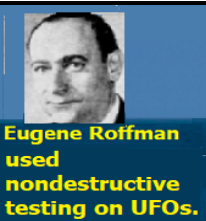 Eugene Roffman
used
nondestructive
testing on UFOs.